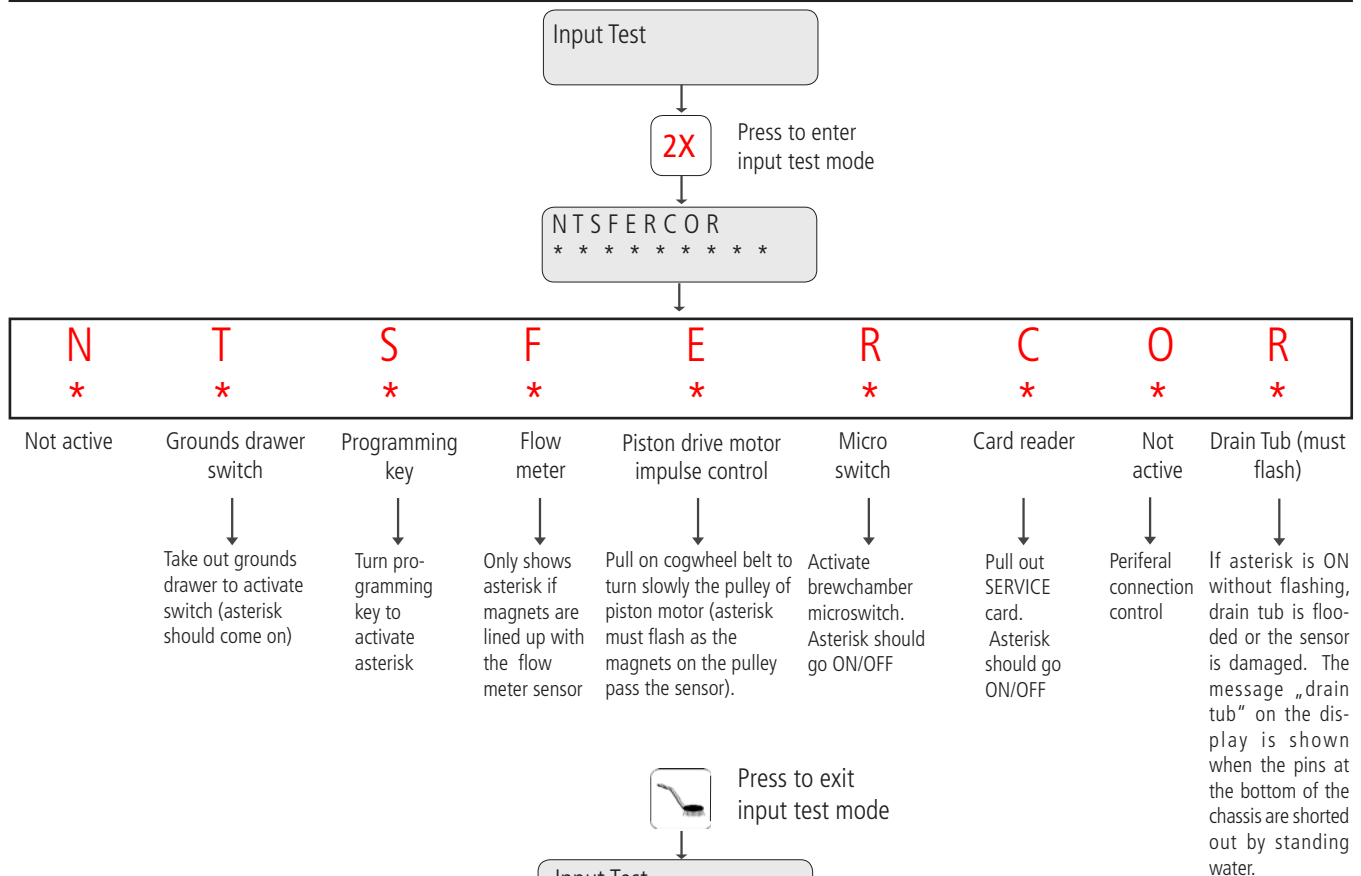 Input Test
2X
Press to enter
input test mode
N T S F E R C O R
* * * * * * * * *
N T S F E R C O R
* * * * * * * * *
Not active
Grounds drawer
switch
Programming
key
Flow
meter
Piston drive motor
impulse control
Micro
switch
Card reader
Not
active
Drain Tub (must
flash)
Take out grounds
drawer to activate
switch (asterisk
should come on)
Turn pro-
gramming
key to
activate
asterisk
Only shows
asterisk if
magnets are
lined up with
the flow
meter sensor
Pull on cogwheel belt to
turn slowly the pulley of
piston motor (asterisk
must flash as the
magnets on the pulley
pass the sensor).
Activate
brewchamber
microswitch.
Asterisk should
go ON/OFF
Pull out
SERVICE
card.
Asterisk
should go
ON/OFF
Periferal
connection
control
If asterisk is ON
without flashing,
drain tub is floo-
ded or the sensor
is damaged. The
message „drain
tub" on the dis-
play is shown
when the pins at
the bottom of the
chassis are shorted
out by standing
water.
Press to exit
input test mode
Input Test